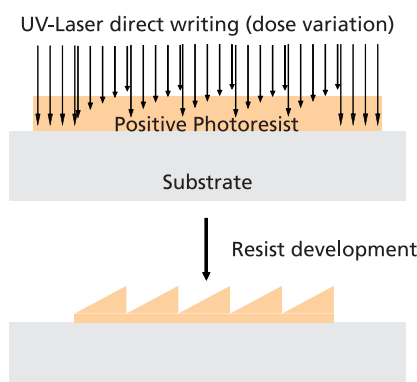 UV-Laser direct writing (dose variation)
Positive Photoresist
Substrate
Resist development